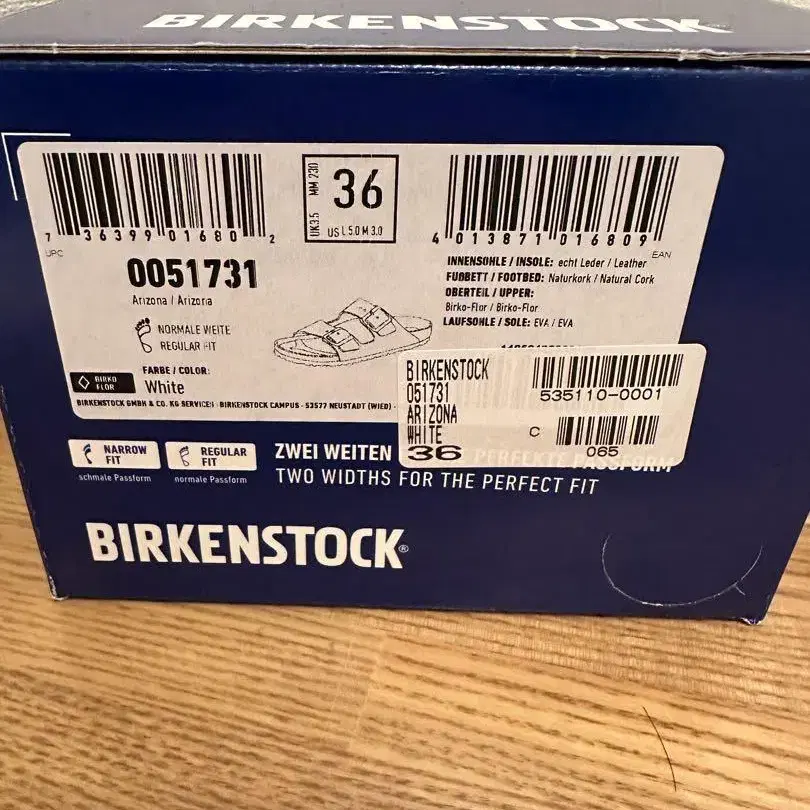 BIRKENSTOCK
7 36399 01680 2
UPC
MM 230
UK3.5
36
US L 5.0 M 3.0
4 013871 016809
EAN
0051731
Arizona / Arizona
NORMALE WEITE
REGULAR FIT
FARBE / COLOR:
BIRKO FLOR
White
INNENSOHLE / INSOLE: echt Leder / Leather
FUßBETT / FOOTBED: Naturkork / Natural Cork
OBERTEIL / UPPER:
Birko-Flor / Birko-Flor
LAUFSOHLE / SOLE: EVA / EVA
BIRKENSTOCK GMBH & CO. KG SERVICES · BIRKENSTOCK CAMPUS · 53577 NEUSTADT (WIED) ·
BIRKENSTOCK
051731
ARIZONA
WHITE
36
535110-0001
C
065
NARROW FIT
schmale Passform
REGULAR FIT
normale Passform
ZWEI WEITEN PERFEKTE PASSFORM
TWO WIDTHS FOR THE PERFECT FIT
BIRKENSTOCK®